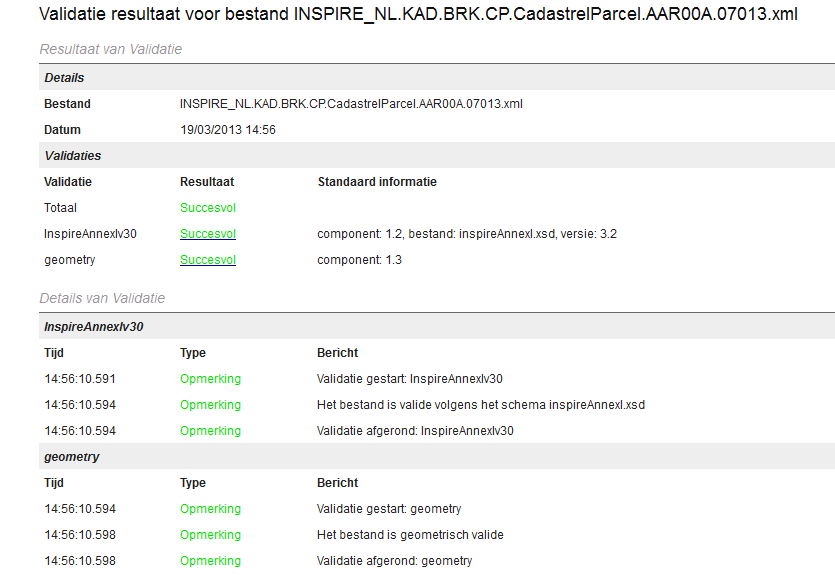 Validatie resultaat voor bestand INSPIRE_NL.KAD.BRK.CP.CadastrelParcel.AAR00A.07013.xml
Resultaat van Validatie
Details
Bestand INSPIRE_NL.KAD.BRK.CP.CadastrelParcel.AAR00A.07013.xml
Datum 19/03/2013 14:56
Validaties
Validatie Resultaat Standaard informatie
Totaal Succesvol
InspireAnnexIv30 Succesvol component: 1.2, bestand: inspireAnnexI.xsd, versie: 3.2
geometry Succesvol component: 1.3
Details van Validatie
InspireAnnexIv30
Tijd Type Bericht
14:56:10.591 Opmerking Validatie gestart: InspireAnnexIv30
14:56:10.594 Opmerking Het bestand is valide volgens het schema inspireAnnexI.xsd
14:56:10.594 Opmerking Validatie afgerond: InspireAnnexIv30
geometry
Tijd Type Bericht
14:56:10.594 Opmerking Validatie gestart: geometry
14:56:10.598 Opmerking Het bestand is geometrisch valide
14:56:10.598 Opmerking Validatie afgerond: geometry